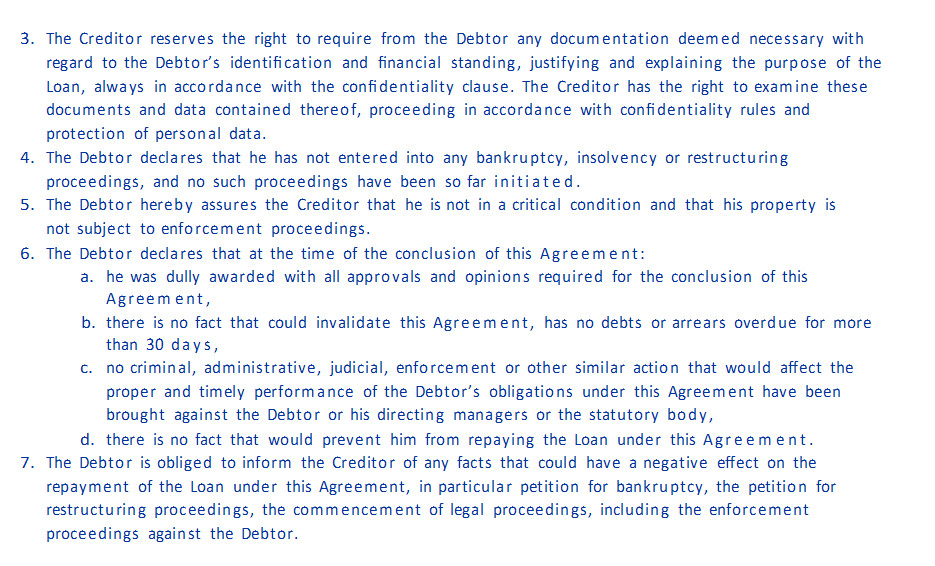 3. The Creditor reserves the right to require from the Debtor any documentation deemed necessary with
regard to the Debtor's identification and financial standing, justifying and explaining the purpose of the
Loan, always in accordance with the confidentiality clause. The Creditor has the right to examine these
documents and data contained thereof, proceeding in accordance with confidentiality rules and
protection of personal data.
4. The Debtor declares that he has not entered into any bankruptcy, insolvency or restructuring
proceedings, and no such proceedings have been so far initiated.
5. The Debtor hereby assures the Creditor that he is not in a critical condition and that his property is
not subject to enforcement proceedings.
6. The Debtor declares that at the time of the conclusion of this Agreement:
a. he was dully awarded with all approvals and opinions required for the conclusion of this
Agreement,
b. there is no fact that could invalidate this Agreement, has no debts or arrears overdue for more
than 30 days,
c. no criminal, administrative, judicial, enforcement or other similar action that would affect the
proper and timely performance of the Debtor's obligations under this Agreement have been
brought against the Debtor or his directing managers or the statutory body,
d. there is no fact that would prevent him from repaying the Loan under this Agreement.
7. The Debtor is obliged to inform the Creditor of any facts that could have a negative effect on the
repayment of the Loan under this Agreement, in particular petition for bankruptcy, the petition for
restructuring proceedings, the commencement of legal proceedings, including the enforcement
proceedings against the Debtor.